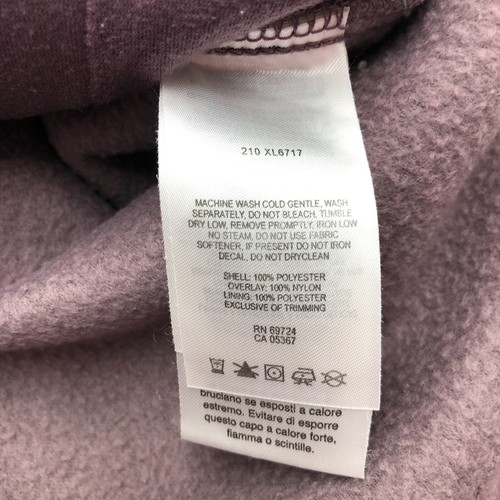 210 XL6717
MACHINE WASH COLD GENTLE, WASH
SEPARATELY, DO NOT BLEACH, TUMBLE
DRY LOW, REMOVE PROMPTLY, IRON LOW
NO STEAM, DO NOT USE FABRIC
SOFTENER, IF PRESENT DO NOT IRON
DECAL, DO NOT DRYCLEAN
SHELL: 100% POLYESTER
OVERLAY: 100% NYLON
LINING: 100% POLYESTER
EXCLUSIVE OF TRIMMING
RN 69724
CA 05367
bruciano se esposti a calore
estremo. Evitare di esporre
questo capo a calore forte,
fiamma o scintille.